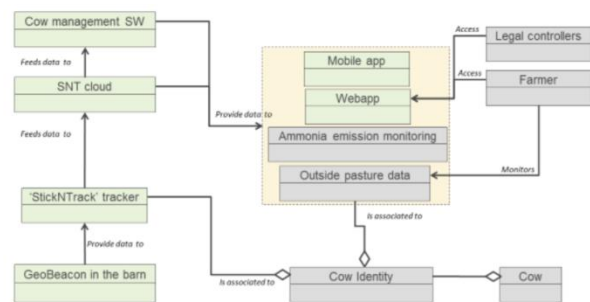 Cow management SW
Legal controllers
Access
Feeds data to
Mobile app
Access
SNT cloud
Farmer
Webapp
Provide data to
Ammonia emission monitoring
Feeds data to
Monitors
Outside pasture data
'StickNTrack' tracker
Is associated to
Provide data to
GeoBeacon in the barn
Is associated to
Cow Identity
Cow